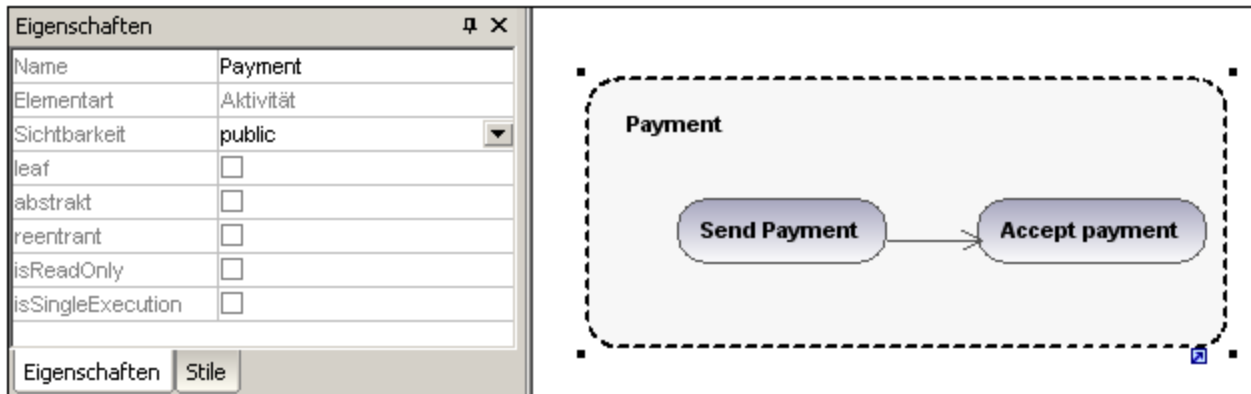 Eigenschaften
Name Payment
Elementart Aktivität
Sichtbarkeit public
leaf
abstrakt
reentrant
isReadOnly
isSingleExecution
Eigenschaften Stile
Payment
Send Payment Accept payment